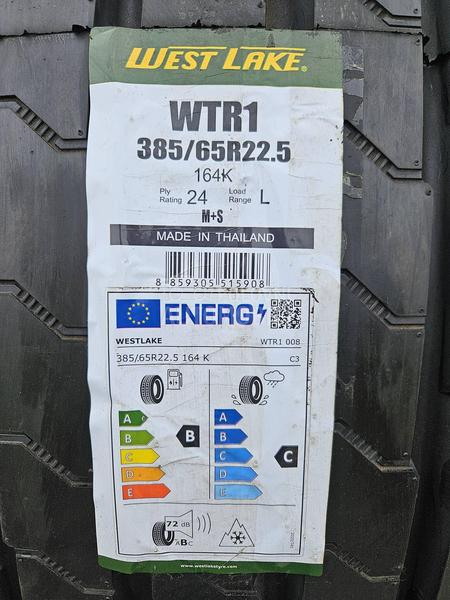 WEST LAKE®
WTR1
385/65R22.5
164K
Ply Rating 24 Load Range L
M+S
MADE IN THAILAND
8 859305 515908
ENERG
WESTLAKE WTR1 008
385/65R22.5 164 K C3
A
B
C
D
E
B
A
B
C
D
E
C
72 dB
ABC
www.westlaketyre.com